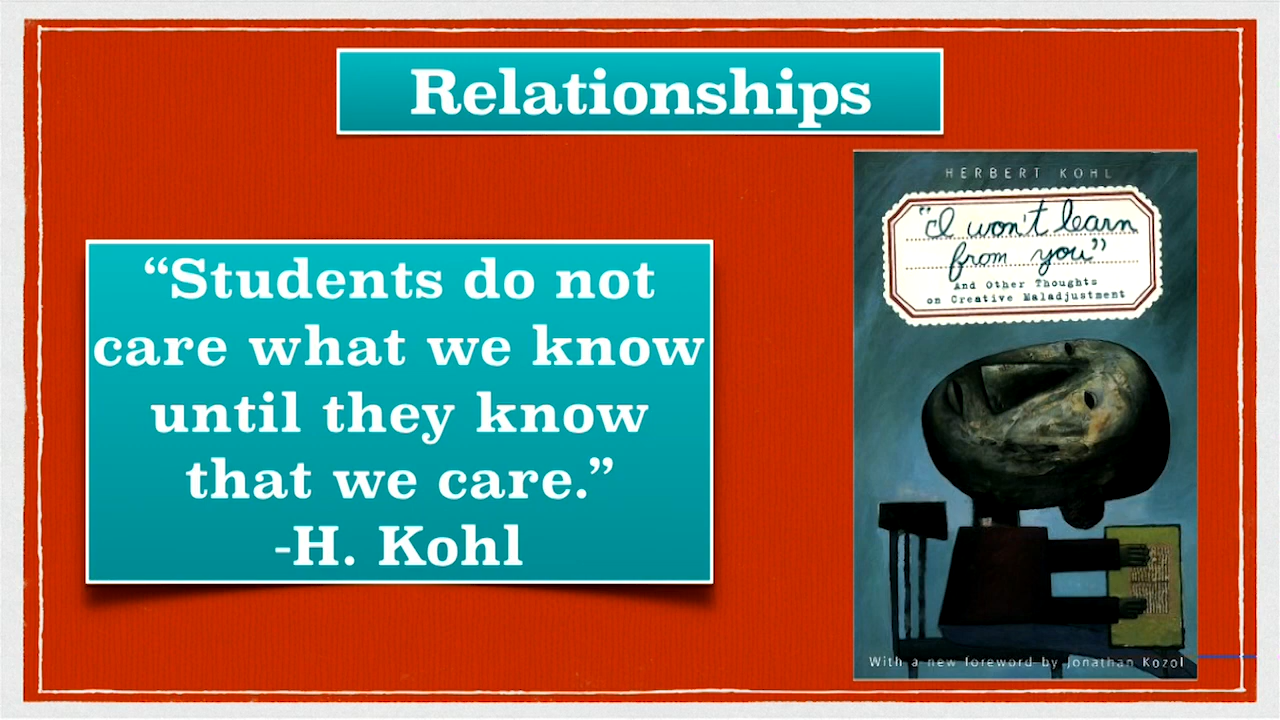 Relationships
“Students do not
care what we know
until they know
that we care.”
-H. Kohl
HERBERT KOHL
“I won't learn
from you”
And Other Thoughts
on Creative Maladjustment
With a new foreword by Jonathan Kozol